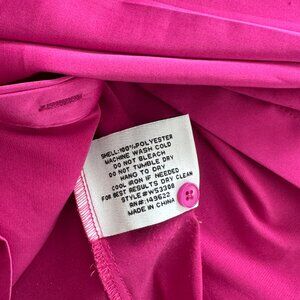 SHELL:100%POLYESTER
MACHINE WASH COLD
DO NOT BLEACH
DO NOT TUMBLE DRY
HANG TO DRY
COOL IRON IF NEEDED
FOR BEST RESULTS DRY CLEAN
STYLE#W53308
RN#:149622
MADE IN CHINA